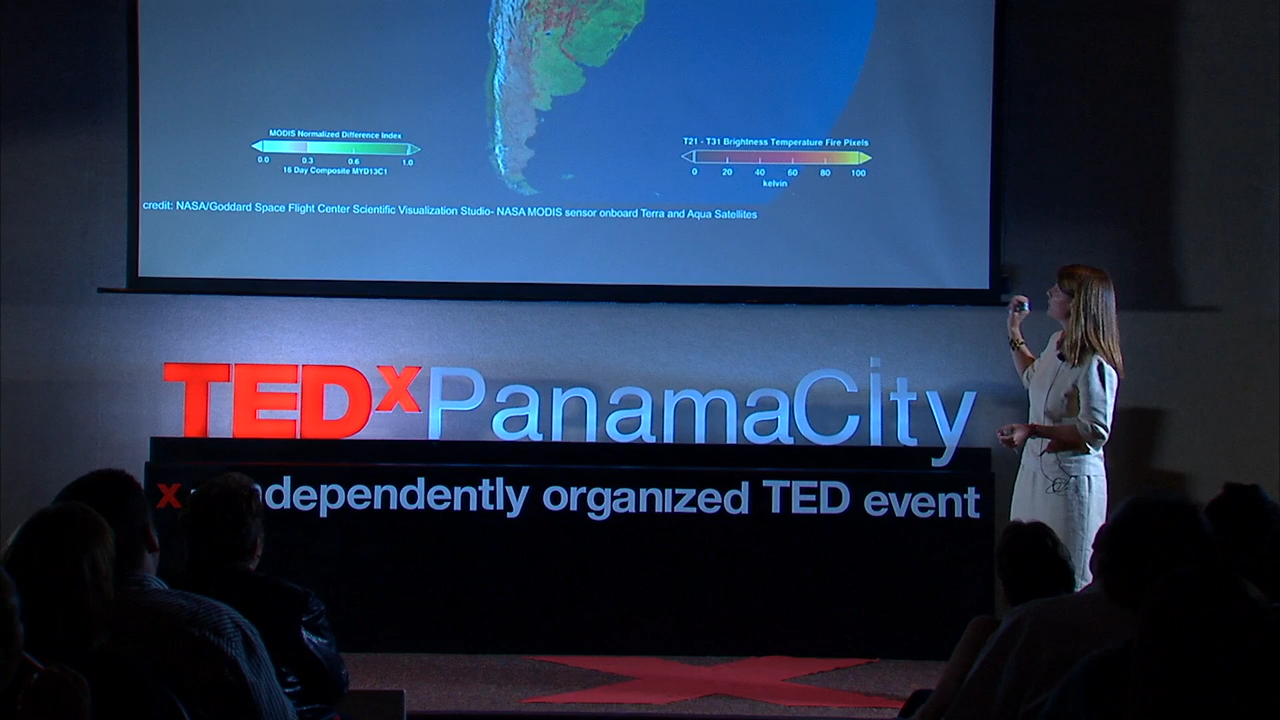 MODIS Normalized Difference Index
0.0 0.3 0.6 1.0
16 Day Composite MYD13C1
T21 - T31 Brightness Temperature Fire Pixels
0 20 40 60 80 100
kelvin
credit: NASA/Goddard Space Flight Center Scientific Visualization Studio- NASA MODIS sensor onboard Terra and Aqua Satellites
TEDxPanamaCity
x ndependently organized TED event